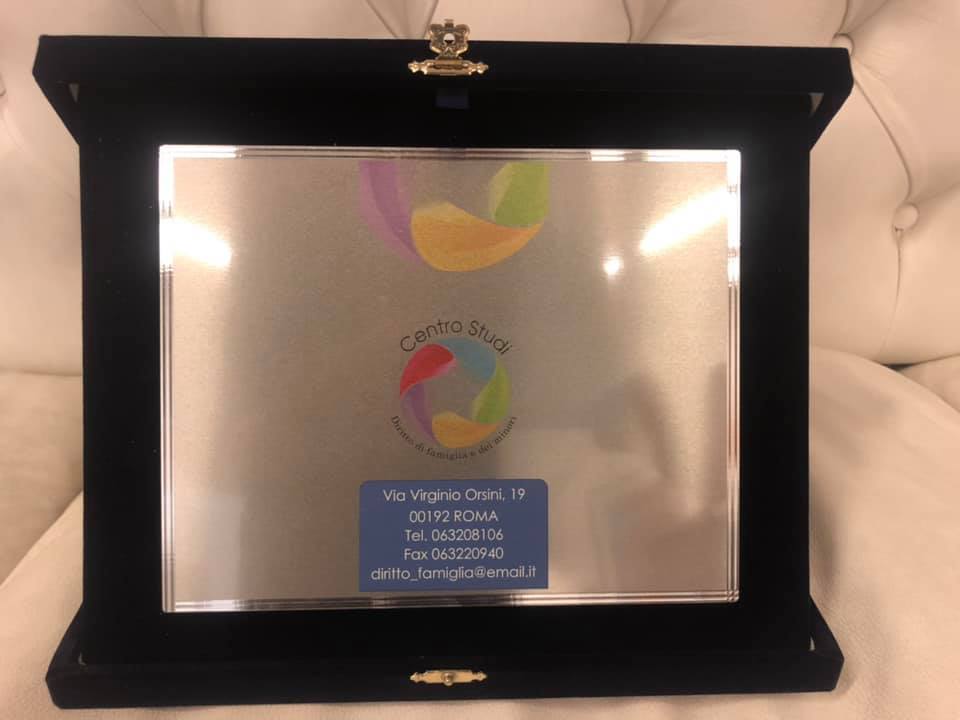 Centro Studi
Diritto di famiglia e dei minori
Via Virginio Orsini, 19
00192 ROMA
Tel. 063208106
Fax 063220940
diritto_famiglia@email.it